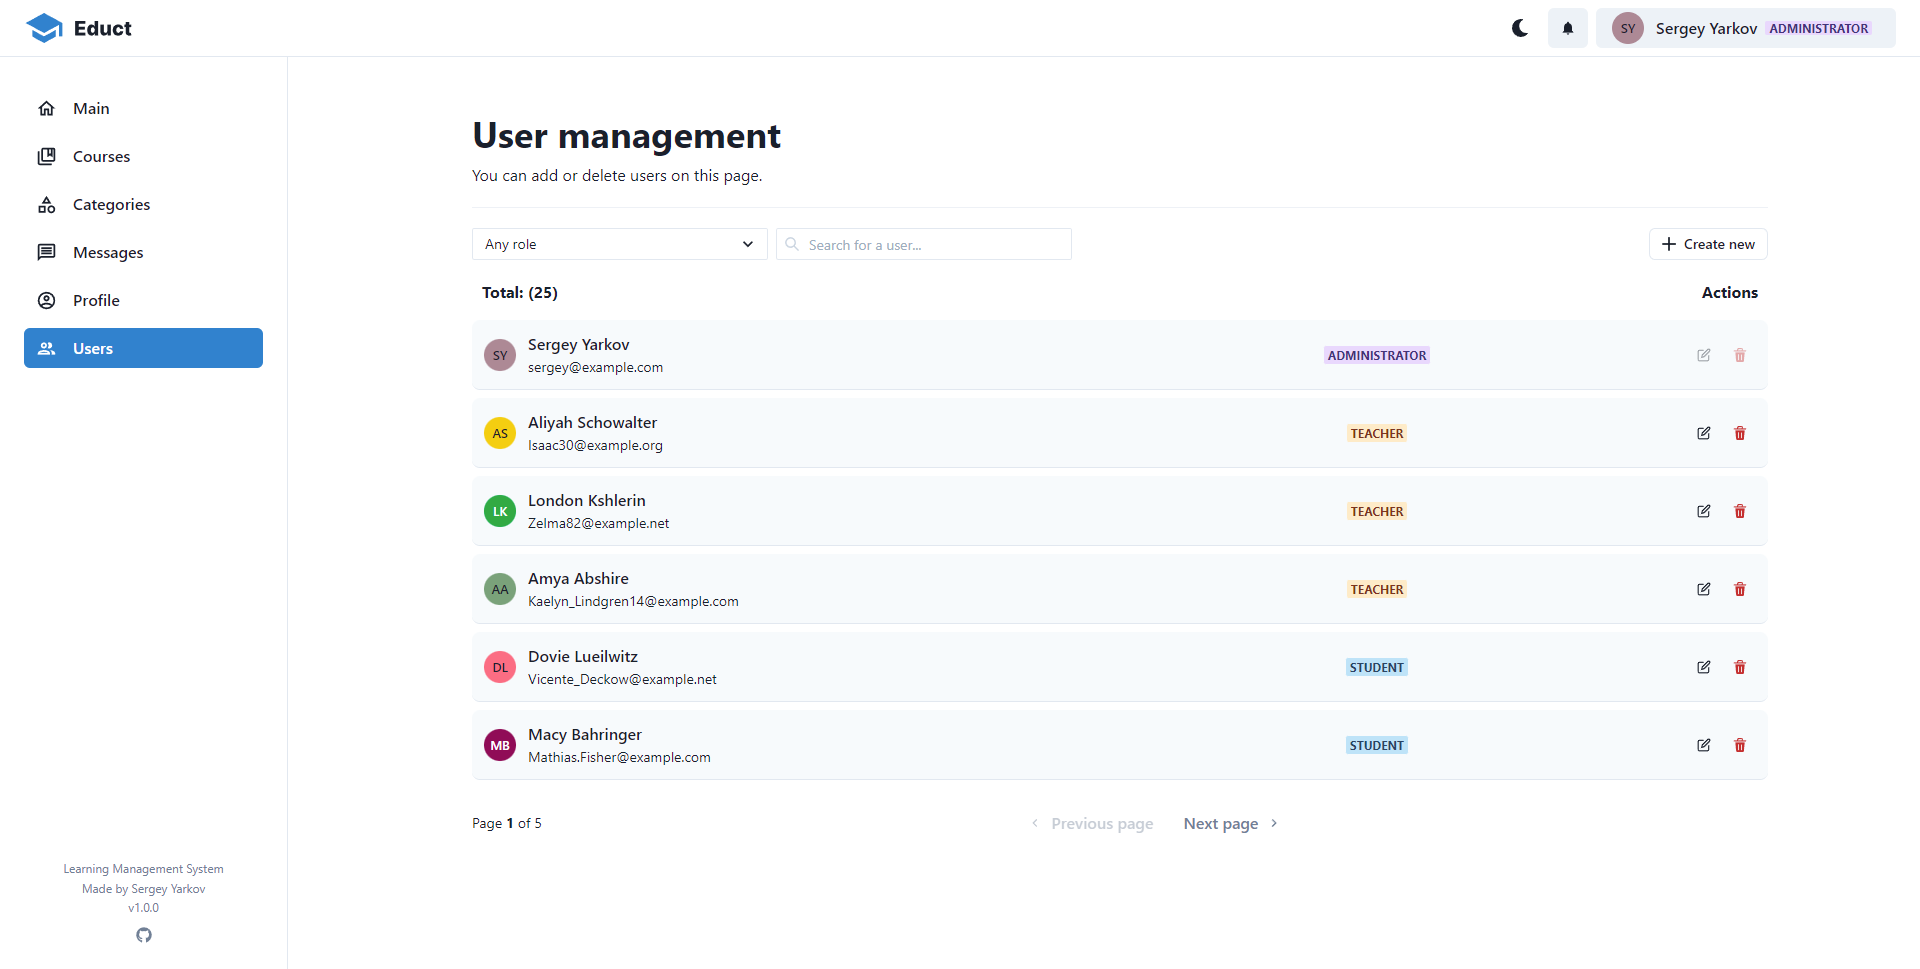 Educt
SY Sergey Yarkov ADMINISTRATOR
Main
Courses
Categories
Messages
Profile
Users
Learning Management System
Made by Sergey Yarkov
v1.0.0
User management
You can add or delete users on this page.
Any role
Search for a user...
Create new
Total: (25)
Actions
SY
Sergey Yarkov
sergey@example.com
ADMINISTRATOR
AS
Aliyah Schowalter
Isaac30@example.org
TEACHER
LK
London Kshlerin
Zelma82@example.net
TEACHER
AA
Amya Abshire
Kaelyn_Lindgren14@example.com
TEACHER
DL
Dovie Lueilwitz
Vicente_Deckow@example.net
STUDENT
MB
Macy Bahringer
Mathias.Fisher@example.com
STUDENT
Page 1 of 5
Previous page
Next page